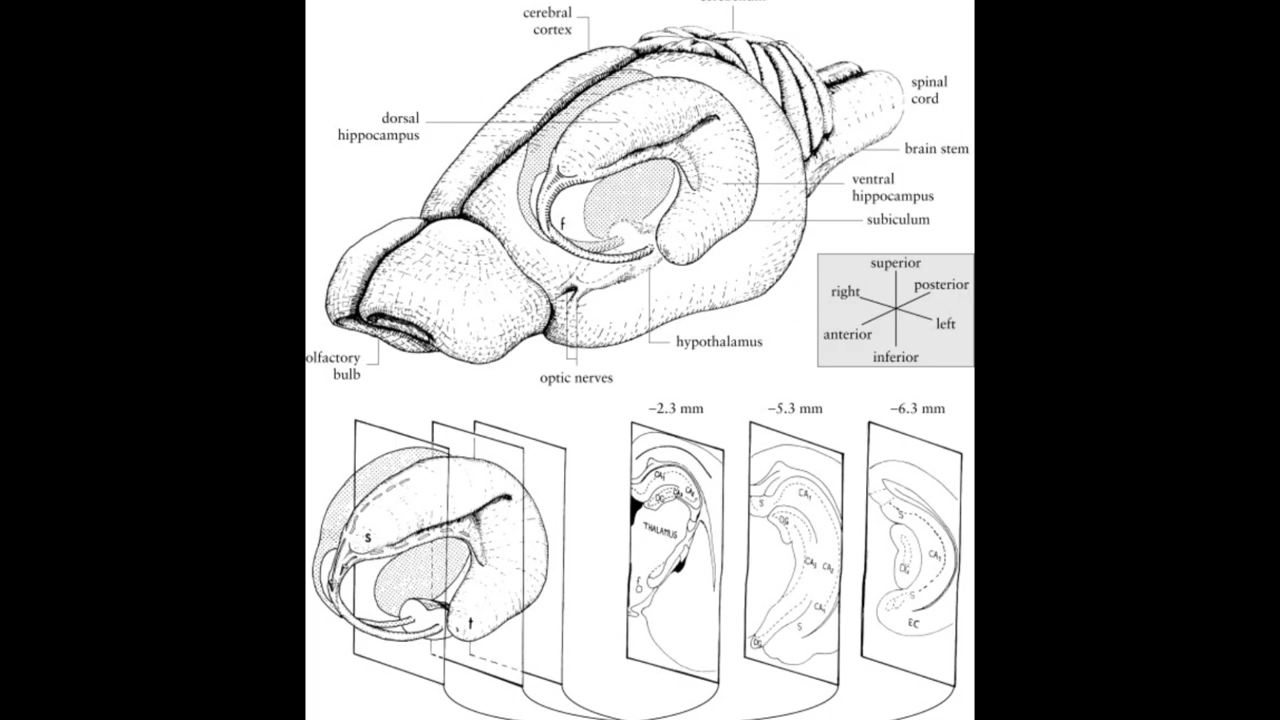 cerebral
cortex
dorsal
hippocampus
spinal
cord
brain stem
ventral
hippocampus
subiculum
f
superior
right
posterior
anterior
left
inferior
hypothalamus
olfactory
bulb
optic nerves
−2.3 mm
−5.3 mm
−6.3 mm
s
t
CA1
DG
THALAMUS
f
CA1
S
DG
CA3
CA2
CA1
S
DG
S
CA1
DG
S
EC